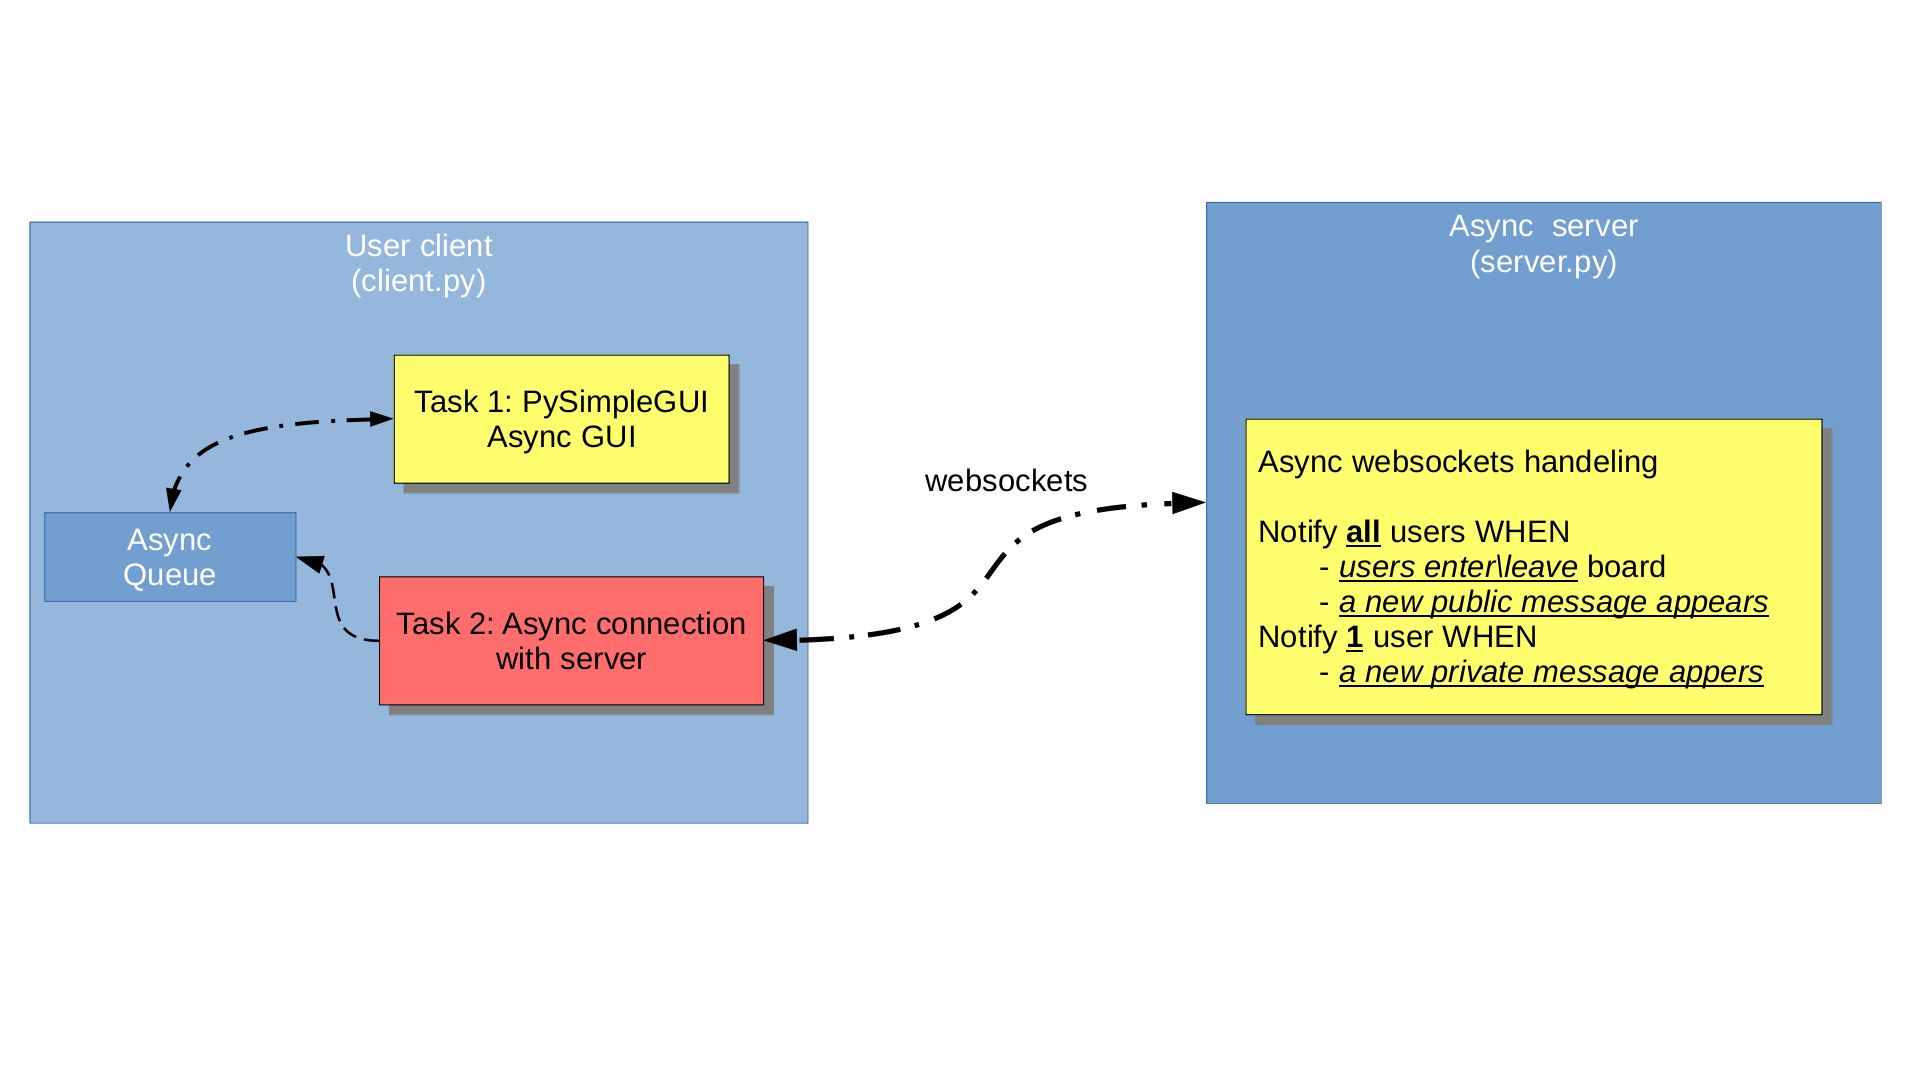 User client
(client.py)
Task 1: PySimpleGUI
Async GUI
Async
Queue
Task 2: Async connection
with server
websockets
Async  server
(server.py)
Async websockets handeling
Notify all users WHEN
- users enter\leave board
- a new public message appears
Notify 1 user WHEN
- a new private message appers